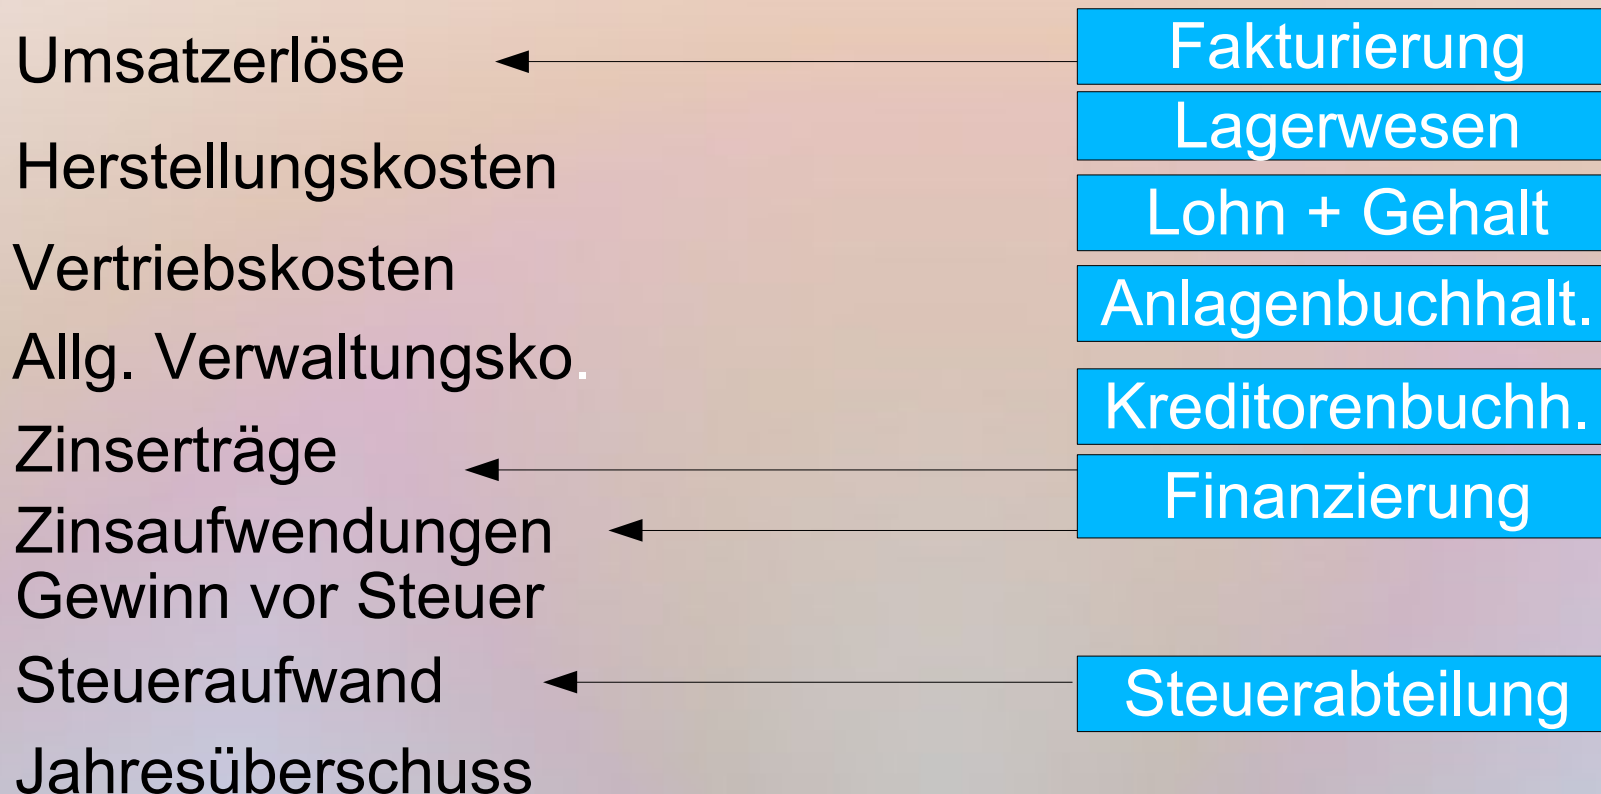 Umsatzerlöse
Herstellungskosten
Vertriebskosten
Allg. Verwaltungsko.
Zinserträge
Zinsaufwendungen
Gewinn vor Steuer
Steueraufwand
Jahresüberschuss
Fakturierung
Lagerwesen
Lohn + Gehalt
Anlagenbuchhalt.
Kreditorenbuchh.
Finanzierung
Steuerabteilung